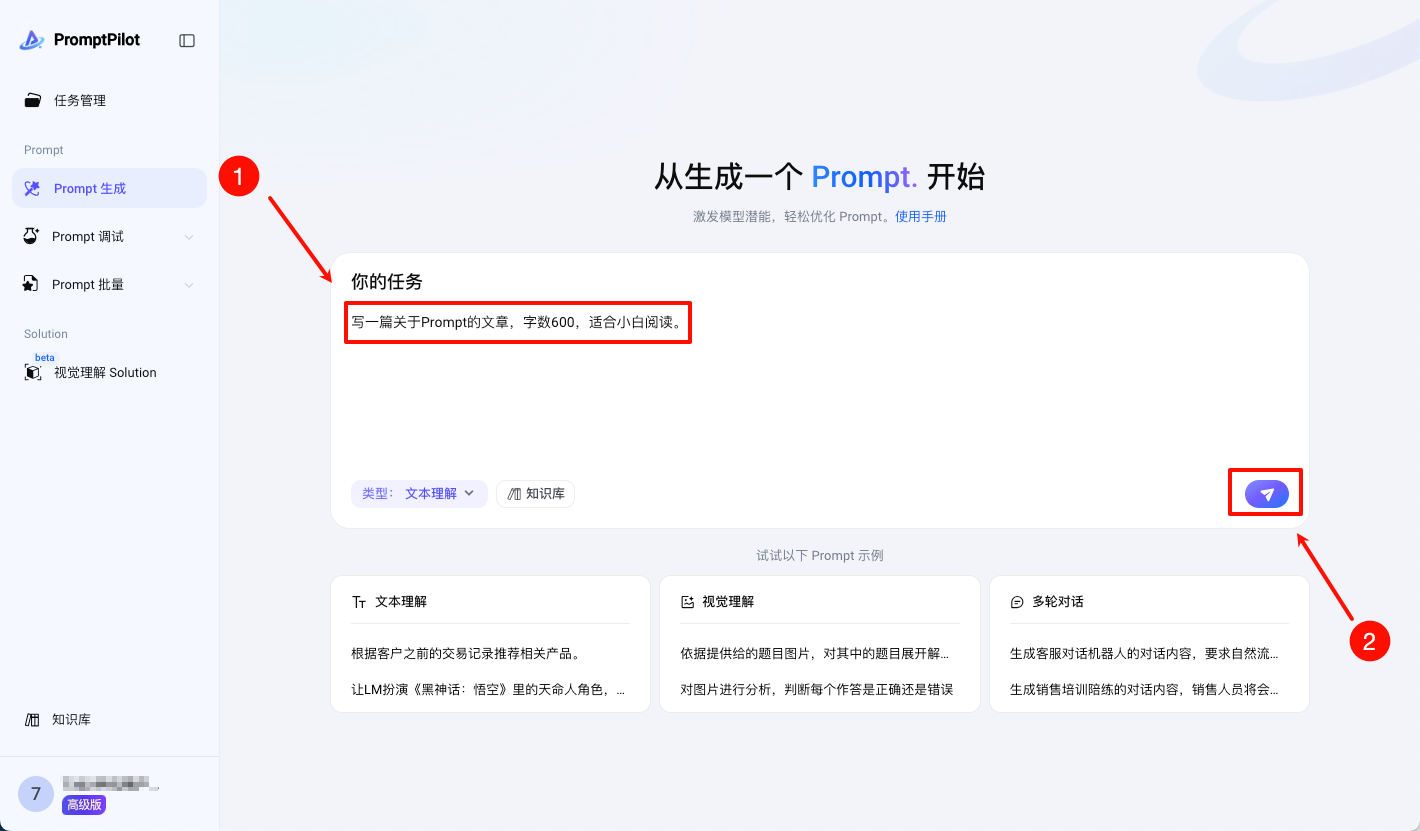 PromptPilot
任务管理
Prompt
Prompt 生成
Prompt 调试
Prompt 批量
Solution
beta
视觉理解 Solution
知识库
7
高级版
1
从生成一个 Prompt. 开始
激发模型潜能，轻松优化 Prompt。使用手册
你的任务
写一篇关于Prompt的文章，字数600，适合小白阅读。
类型： 文本理解
知识库
2
试试以下 Prompt 示例
文本理解
根据客户之前的交易记录推荐相关产品。
让LM扮演《黑神话：悟空》里的天命人角色，...
视觉理解
依据提供给的题目图片，对其中的题目展开解...
对图片进行分析，判断每个作答是正确还是错误
多轮对话
生成客服对话机器人的对话内容，要求自然流...
生成销售培训陪练的对话内容，销售人员将会...